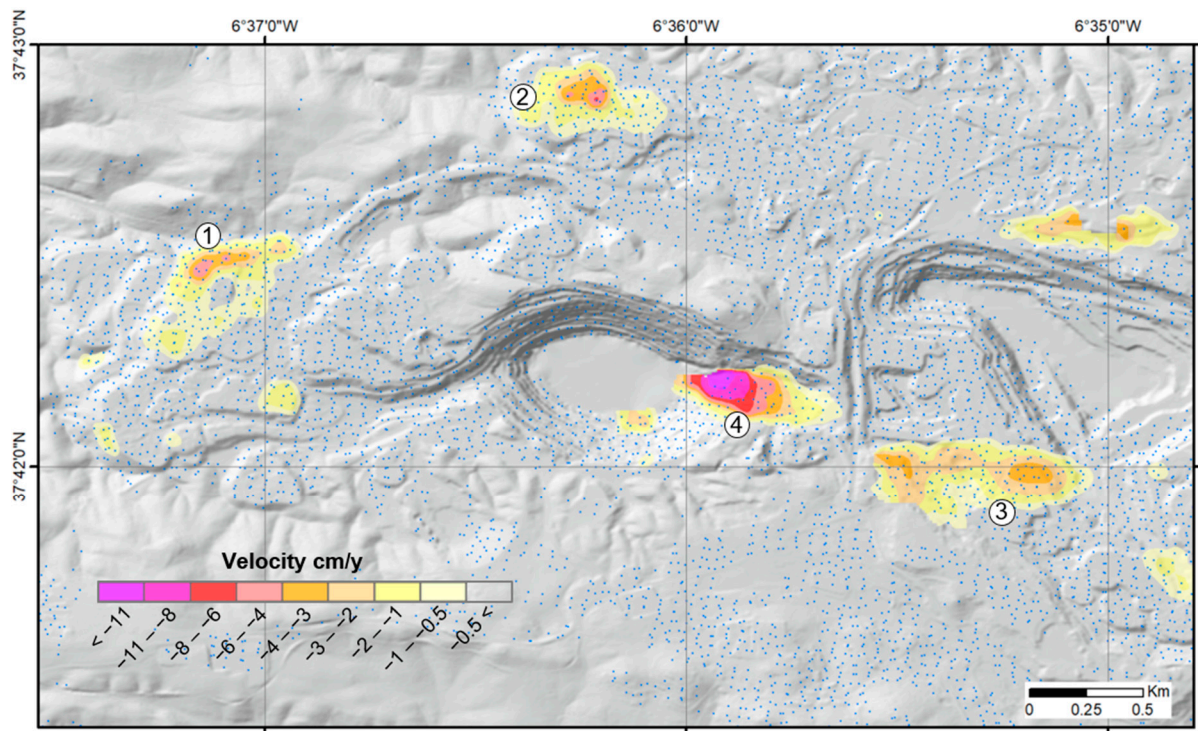 6°37'0"W 6°36'0"W 6°35'0"W
37°43'0"N
2
1
4
37°42'0"N
3
Velocity cm/y
< −11
−11 – −8
−8 – −6
−6 – −4
−4 – −3
−3 – −2
−2 – −1
−1 – −0.5
−0.5 <
Km
0 0.25 0.5